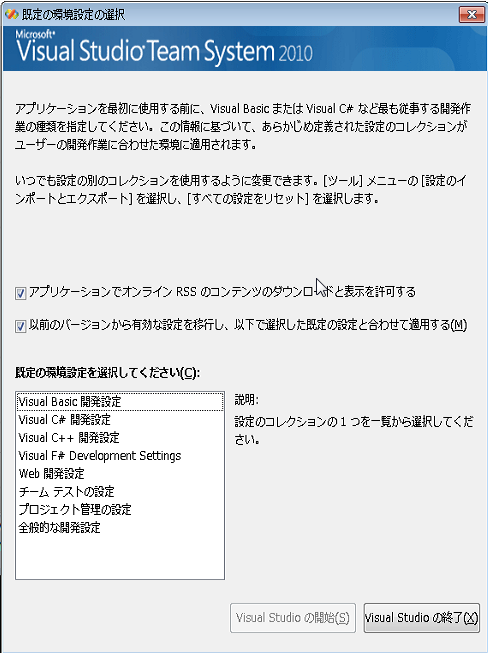 既定の環境設定の選択
Microsoft®
Visual Studio Team System 2010
アプリケーションを最初に使用する前に、Visual Basic または Visual C# など最も従事する開発作
業の種類を指定してください。この情報に基づいて、あらかじめ定義された設定のコレクションが
ユーザーの開発作業に合わせた環境に適用されます。
いつでも設定の別のコレクションを使用するように変更できます。[ツール] メニューの [設定のイ
ンポートとエクスポート] を選択し、[すべての設定をリセット] を選択します。
アプリケーションでオンライン RSS のコンテンツのダウンロードと表示を許可する
以前のバージョンから有効な設定を移行し、以下で選択した既定の設定と合わせて適用する(M)
既定の環境設定を選択してください(C):
Visual Basic 開発設定
Visual C# 開発設定
Visual C++ 開発設定
Visual F# Development Settings
Web 開発設定
チーム テストの設定
プロジェクト管理の設定
全般的な開発設定
説明:
設定のコレクションの 1 つを一覧から選択してくだ
さい。
Visual Studio の開始(S)
Visual Studio の終了(X)